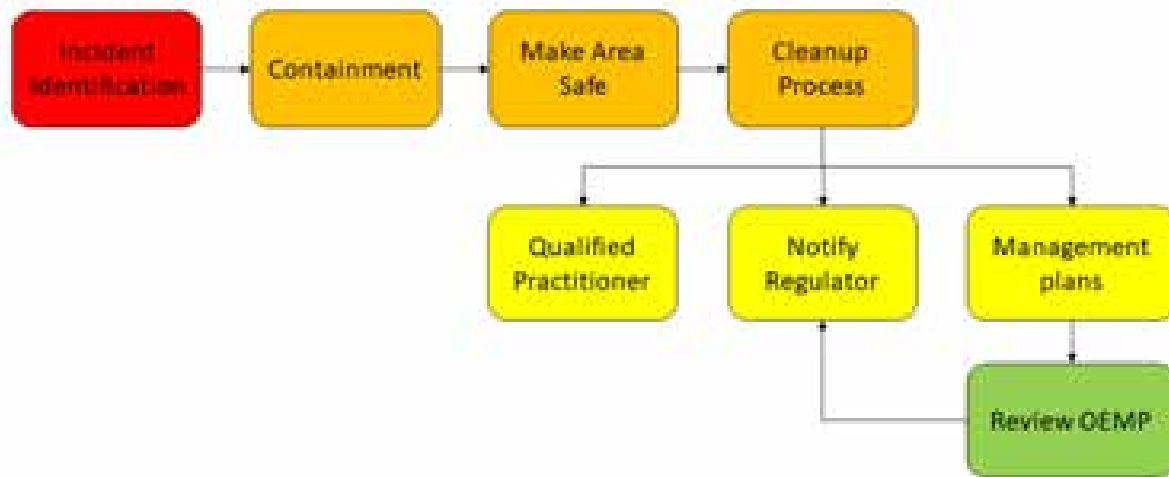 Incident
Identification
Containment
Make Area
Safe
Cleanup
Process
Qualified
Practitioner
Notify
Regulator
Management
plans
Review OEMP